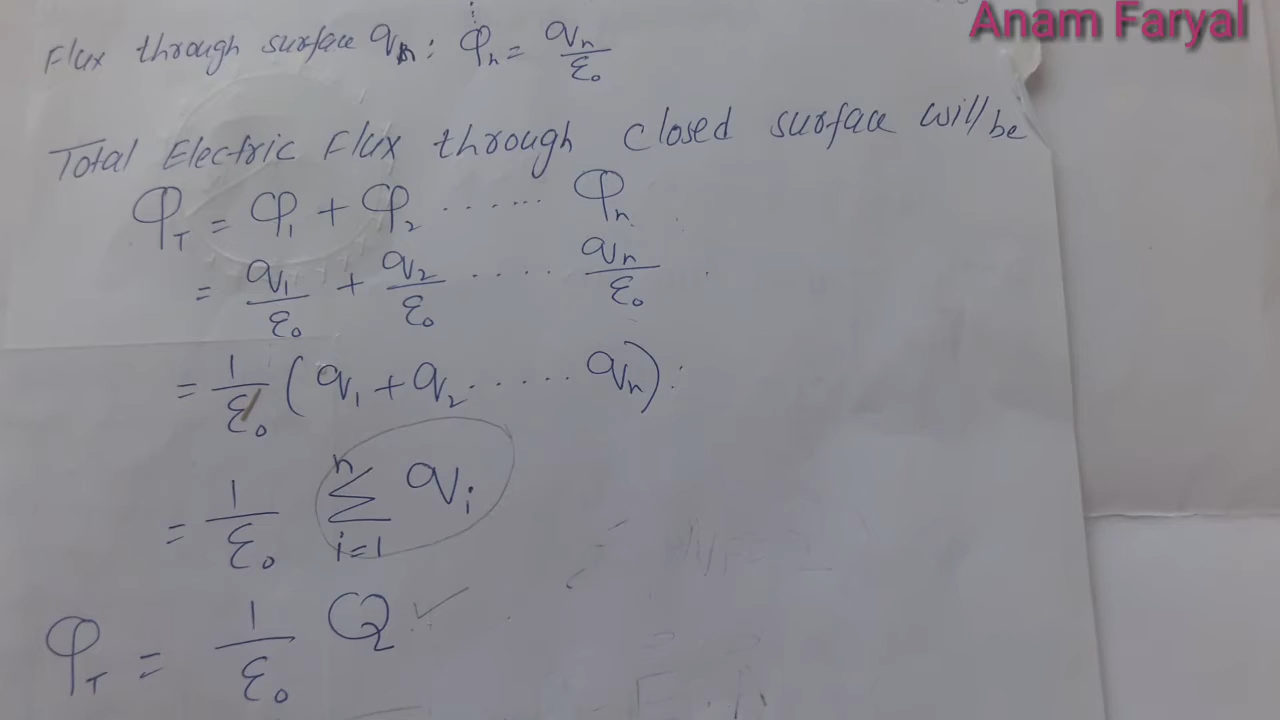 Anam Faryal
Flux through surface qn : φn = qn/ε₀
Total Electric Flux through closed surface will be
φT = φ1 + φ2 ........ φn
= q1/ε₀ + q2/ε₀ ..... qn/ε₀
= 1/ε₀ (q1 + q2 ...... qn) :
= 1/ε₀ Σ(i=1 to n) qi
φT = 1/ε₀ Q ✓